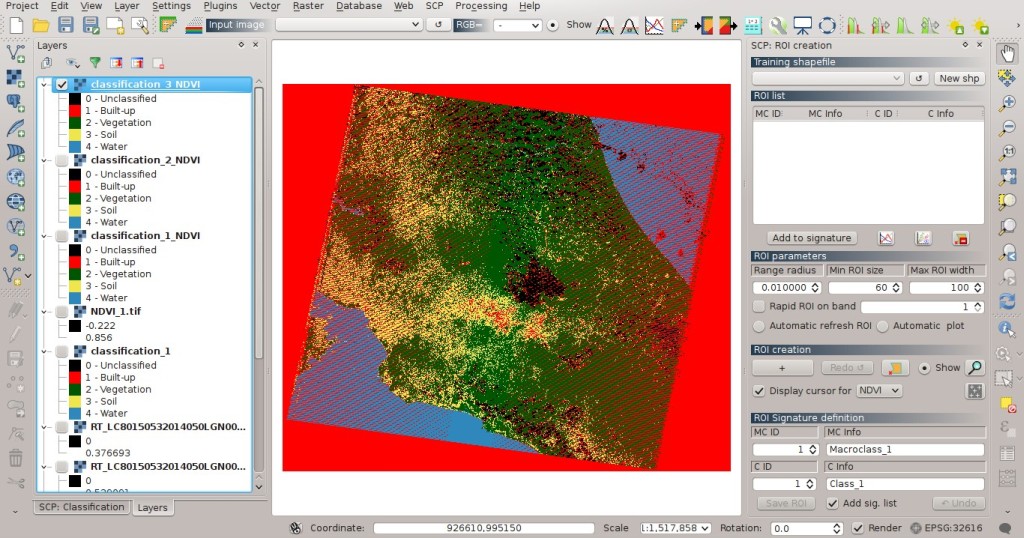 Project Edit View Layer Settings Plugins Vector Raster Database Web SCP Processing Help
Input image RGB= - Show
Layers
classification_3_NDVI
0 - Unclassified
1 - Built-up
2 - Vegetation
3 - Soil
4 - Water
classification_2_NDVI
0 - Unclassified
1 - Built-up
2 - Vegetation
3 - Soil
4 - Water
classification_1_NDVI
0 - Unclassified
1 - Built-up
2 - Vegetation
3 - Soil
4 - Water
NDVI_1.tif
-0.222
0.856
classification_1
0 - Unclassified
1 - Built-up
2 - Vegetation
3 - Soil
4 - Water
RT_LC80150532014050LGN00...
0
0.376693
RT_LC80150532014050LGN00...
0
SCP: Classification Layers
SCP: ROI creation
Training shapefile
New shp
ROI list
MC ID MC Info C ID C Info
Add to signature
ROI parameters
Range radius Min ROI size Max ROI width
0.010000 60 100
Rapid ROI on band 1
Automatic refresh ROI Automatic plot
ROI creation
+ Redo Show
Display cursor for NDVI
ROI Signature definition
MC ID MC Info
1 Macroclass_1
C ID C Info
1 Class_1
Save ROI Add sig. list Undo
Coordinate: 926610,995150 Scale 1:1,517,858 Rotation: 0.0 Render EPSG:32616